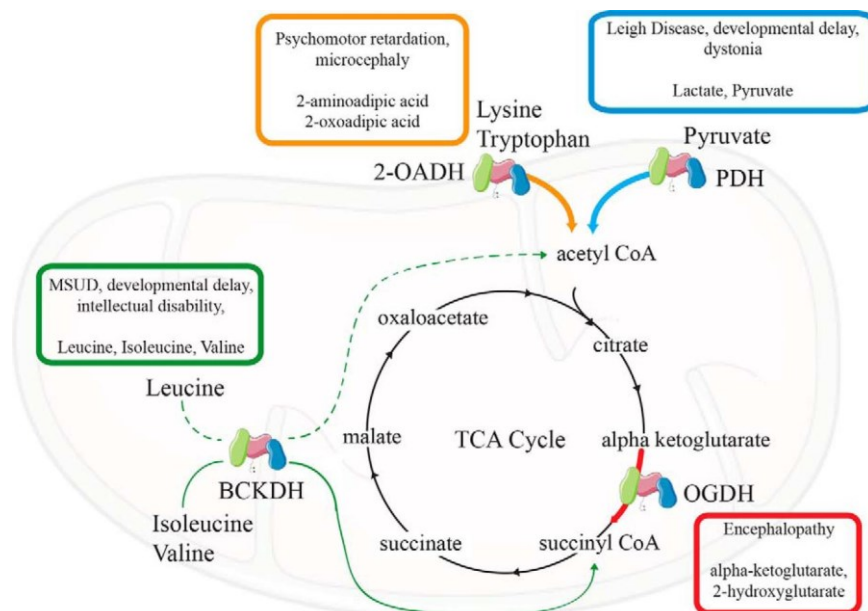 Psychomotor retardation,
microcephaly
2-aminoadipic acid
2-oxoadipic acid
Leigh Disease, developmental delay,
dystonia
Lactate, Pyruvate
Lysine
Tryptophan
2-OADH
Pyruvate
PDH
acetyl CoA
MSUD, developmental delay,
intellectual disability,
Leucine, Isoleucine, Valine
oxaloacetate
citrate
Leucine
malate
TCA Cycle
alpha ketoglutarate
BCKDH
OGDH
Isoleucine
Valine
succinate
succinyl CoA
Encephalopathy
alpha-ketoglutarate,
2-hydroxyglutarate